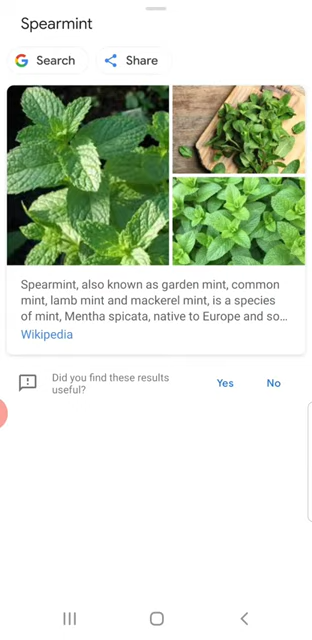 Spearmint
Search
Share
Spearmint, also known as garden mint, common
mint, lamb mint and mackerel mint, is a species
of mint, Mentha spicata, native to Europe and so...
Wikipedia
Did you find these results
useful?
Yes
No